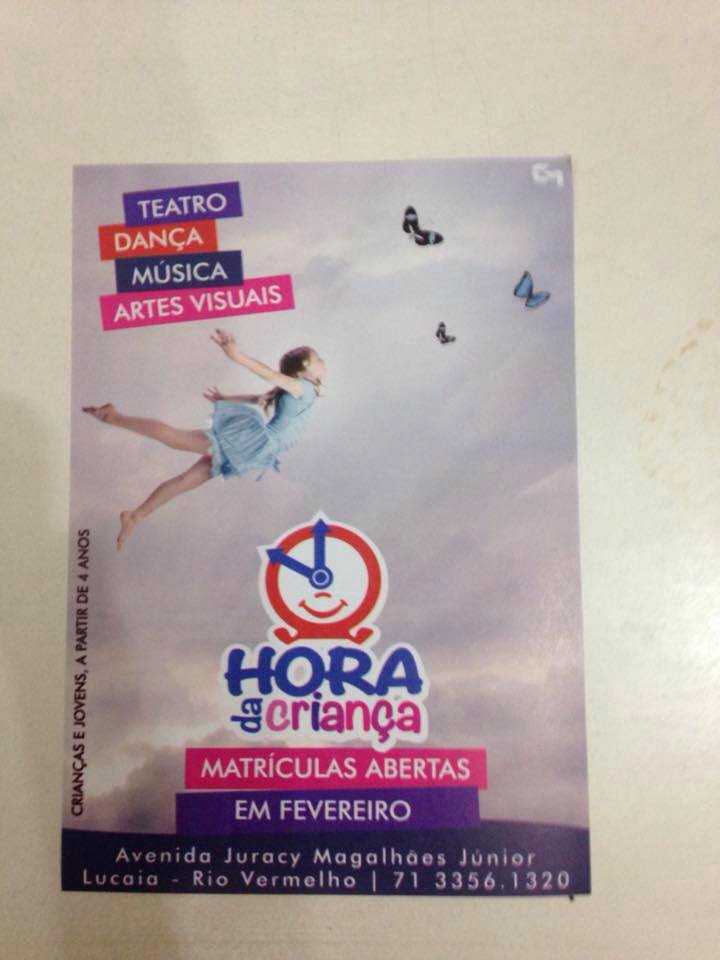 TEATRO
DANÇA
MÚSICA
ARTES VISUAIS
CRIANÇAS E JOVENS, A PARTIR DE 4 ANOS
HORA
da criança
MATRÍCULAS ABERTAS
EM FEVEREIRO
Avenida Juracy Magalhães Júnior
Lucaia - Rio Vermelho | 71 3356.1320